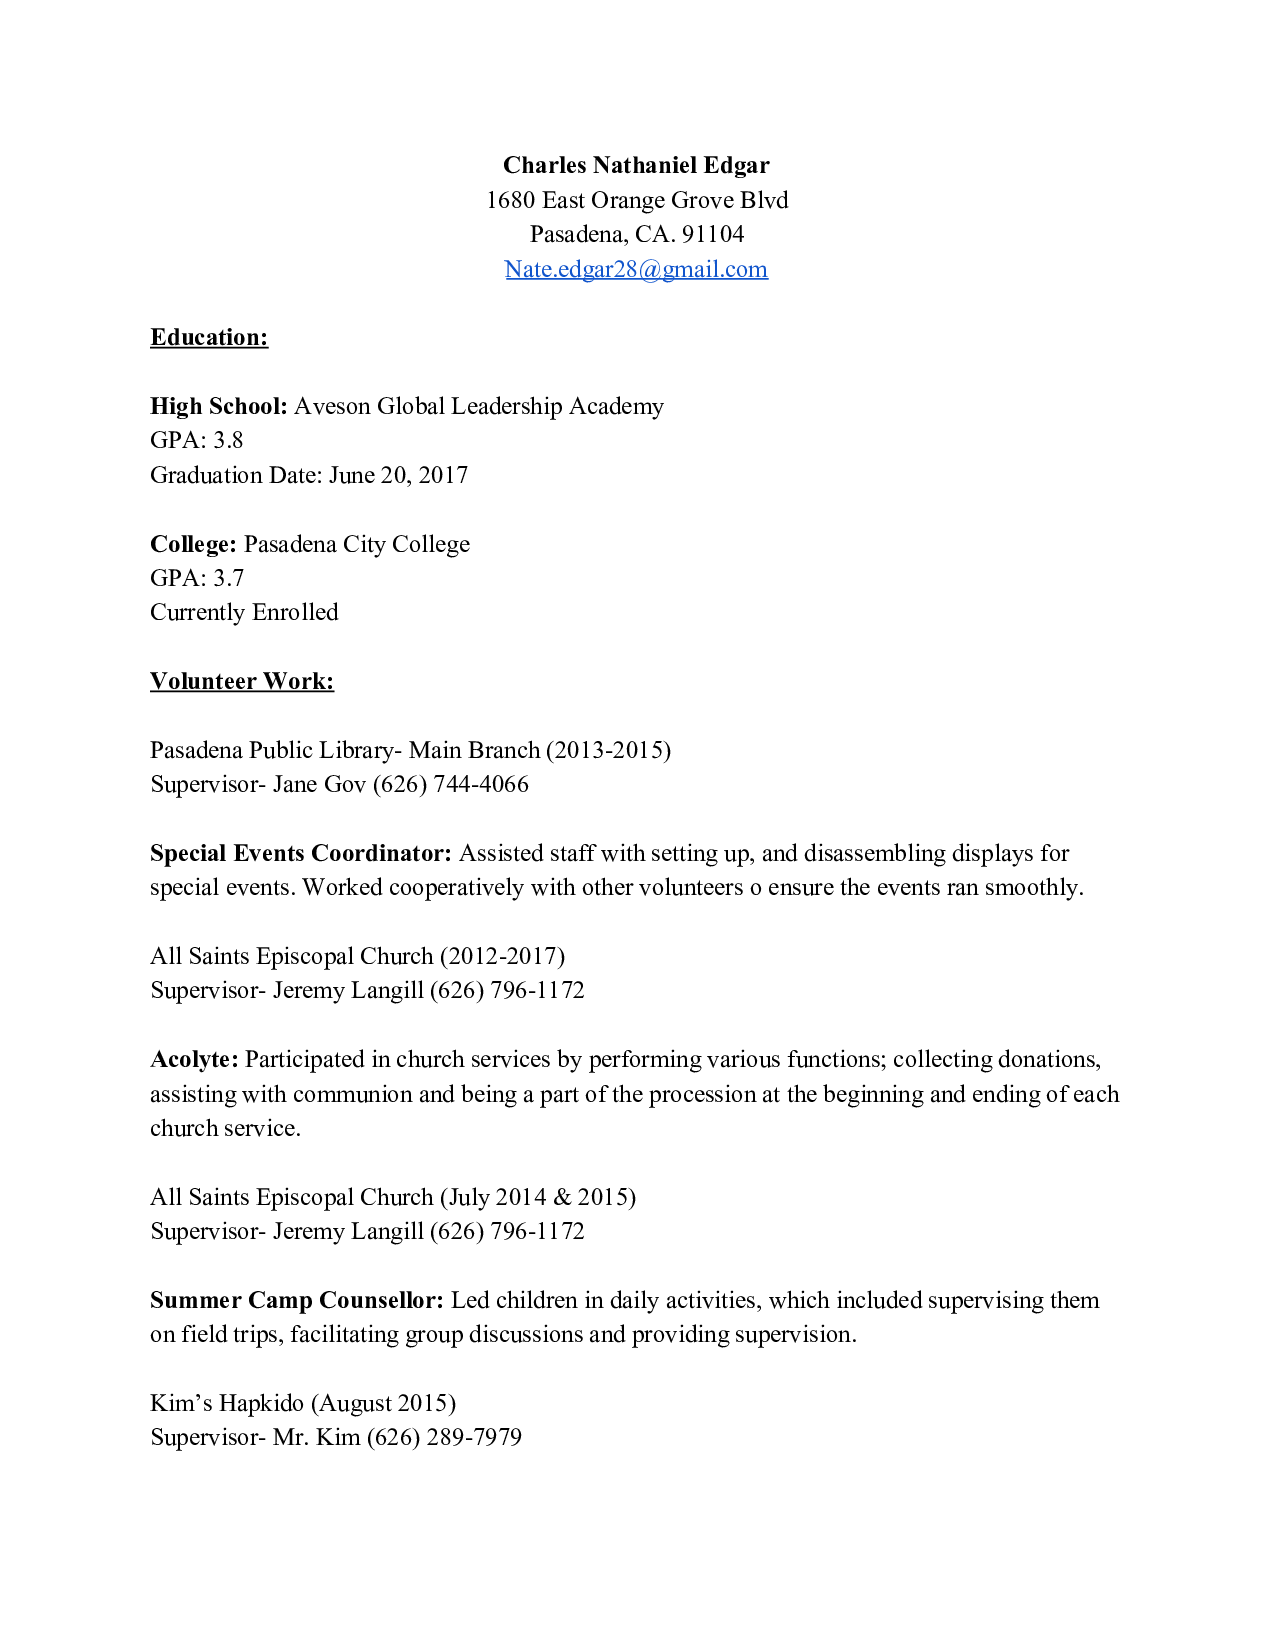 Charles Nathaniel Edgar
1680 East Orange Grove Blvd
Pasadena, CA. 91104
Nate.edgar28@gmail.com
Education:
High School: Aveson Global Leadership Academy
GPA: 3.8
Graduation Date: June 20, 2017
College: Pasadena City College
GPA: 3.7
Currently Enrolled
Volunteer Work:
Pasadena Public Library- Main Branch (2013-2015)
Supervisor- Jane Gov (626) 744-4066
Special Events Coordinator: Assisted staff with setting up, and disassembling displays for
special events. Worked cooperatively with other volunteers o ensure the events ran smoothly.
All Saints Episcopal Church (2012-2017)
Supervisor- Jeremy Langill (626) 796-1172
Acolyte: Participated in church services by performing various functions; collecting donations,
assisting with communion and being a part of the procession at the beginning and ending of each
church service.
All Saints Episcopal Church (July 2014 & 2015)
Supervisor- Jeremy Langill (626) 796-1172
Summer Camp Counsellor: Led children in daily activities, which included supervising them
on field trips, facilitating group discussions and providing supervision.
Kim’s Hapkido (August 2015)
Supervisor- Mr. Kim (626) 289-7979